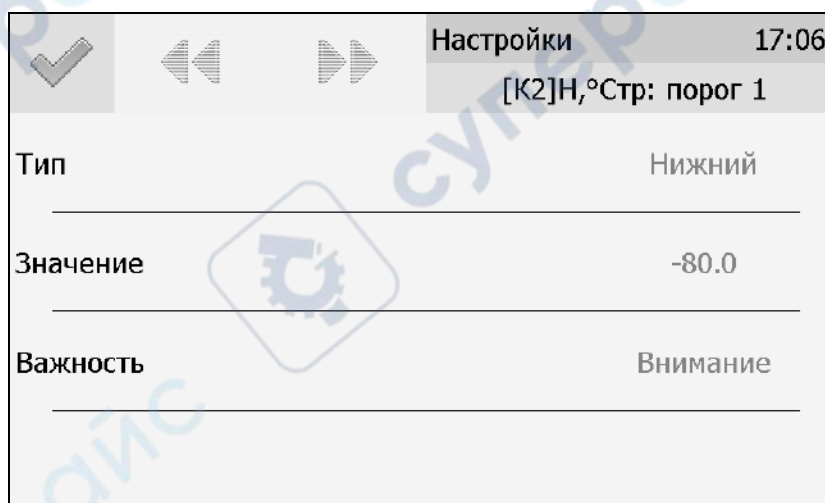 Настройки 17:06
[К2]Н,°Стр: порог 1
Тип Нижний
Значение -80.0
Важность Внимание